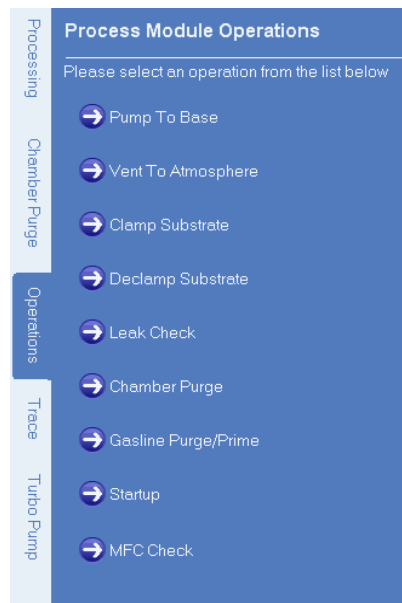 Processing
Chamber Purge
Operations
Trace
Turbo Pump
Process Module Operations
Please select an operation from the list below
Pump To Base
Vent To Atmosphere
Clamp Substrate
Declamp Substrate
Leak Check
Chamber Purge
Gasline Purge/Prime
Startup
MFC Check